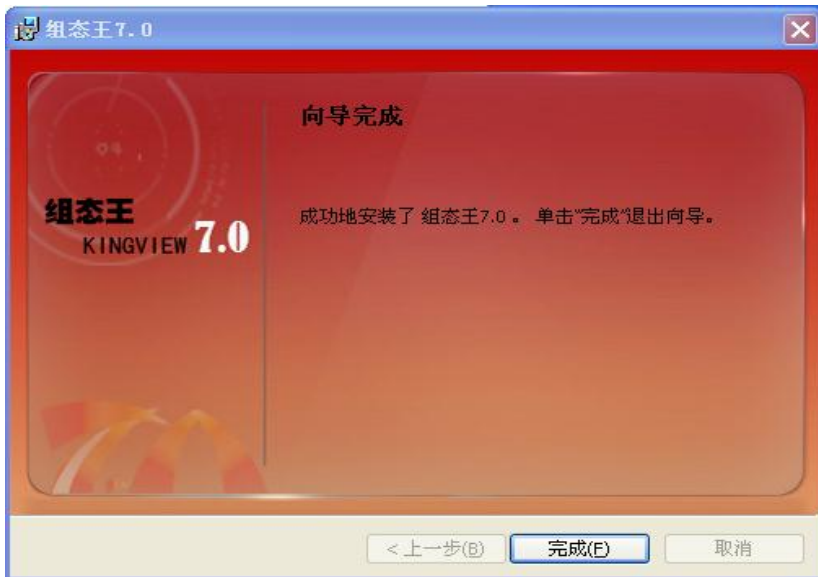 组态王7.0
向导完成
04
组态王
KINGVIEW 7.0
成功地安装了 组态王7.0 。 单击"完成"退出向导。
<上一步(B)
完成(F)
取消